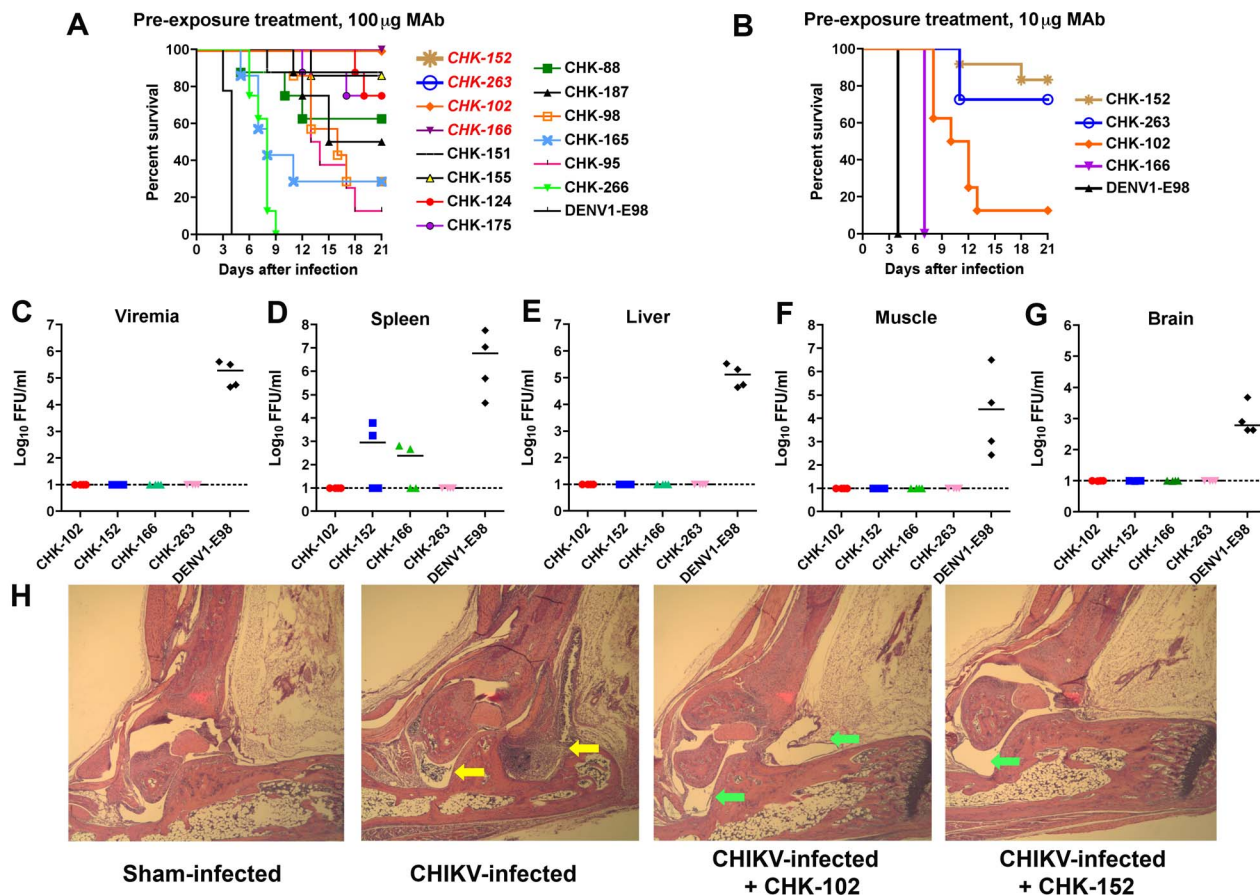 A
Pre-exposure treatment, 100 μg MAb
Percent survival
100
80
60
40
20
0
0 3 6 9 12 15 18 21
Days after infection
CHK-152
CHK-263
CHK-102
CHK-166
CHK-151
CHK-155
CHK-124
CHK-175
CHK-88
CHK-187
CHK-98
CHK-165
CHK-95
CHK-266
DENV1-E98
B
Pre-exposure treatment, 10 μg MAb
Percent survival
100
80
60
40
20
0
0 3 6 9 12 15 18 21
Days after infection
CHK-152
CHK-263
CHK-102
CHK-166
DENV1-E98
C
Viremia
Log10 FFU/ml
7
6
5
4
3
2
1
0
CHK-102
CHK-152
CHK-166
CHK-263
DENV1-E98
D
Spleen
Log10 FFU/ml
8
7
6
5
4
3
2
1
0
CHK-102
CHK-152
CHK-166
CHK-263
DENV1-E98
E
Liver
Log10 FFU/ml
7
6
5
4
3
2
1
0
CHK-102
CHK-152
CHK-166
CHK-263
DENV1-E98
F
Muscle
Log10 FFU/ml
8
7
6
5
4
3
2
1
0
CHK-102
CHK-152
CHK-166
CHK-263
DENV1-E98
G
Brain
Log10 FFU/ml
6
5
4
3
2
1
0
CHK-102
CHK-152
CHK-166
CHK-263
DENV1-E98
H
Sham-infected
CHIKV-infected
CHIKV-infected
+ CHK-102
CHIKV-infected
+ CHK-152